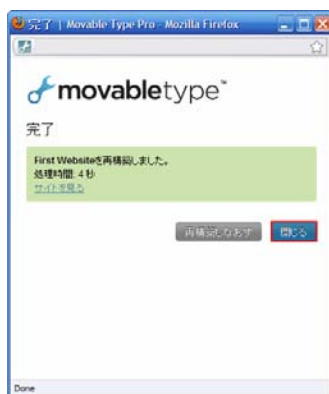 完了 | Movable Type Pro - Mozilla Firefox
movabletype™
完了
First Websiteを再構築しました。
処理時間: 4 秒
サイトを見る
再構築しなおす 閉じる
Done